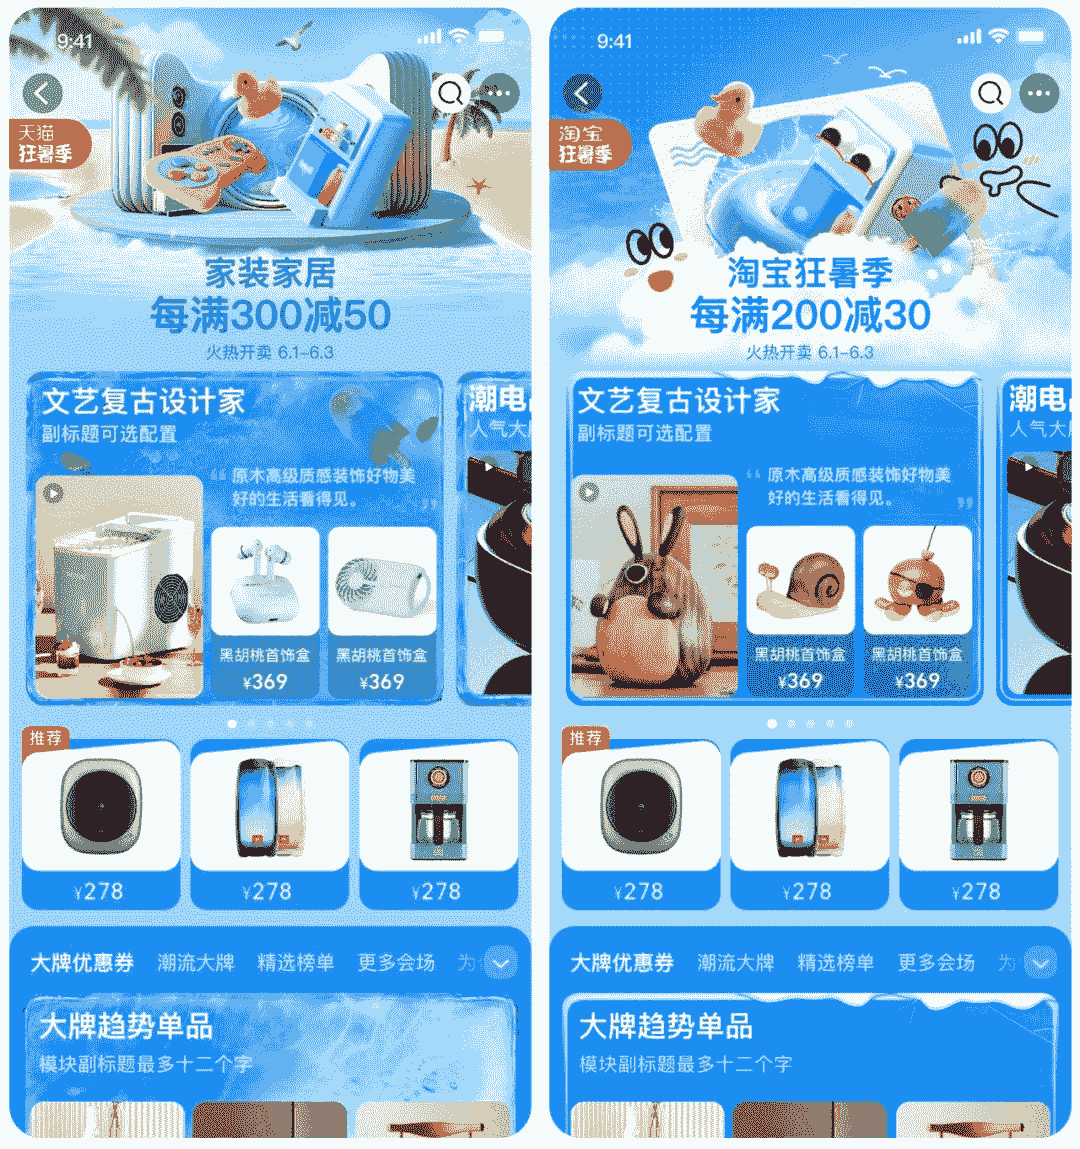 9:41
天猫
狂暑季
家装家居
每满300减50
火热开卖 6.1-6.3
文艺复古设计家
副标题可选配置
“ 原木高级质感装饰好物美
好的生活看得见。 ”
黑胡桃首饰盒
¥369
黑胡桃首饰盒
¥369
潮电
人气大
推荐
¥278
¥278
¥278
大牌优惠券 潮流大牌 精选榜单 更多会场 为
大牌趋势单品
模块副标题最多十二个字
9:41
淘宝
狂暑季
淘宝狂暑季
每满200减30
火热开卖 6.1-6.3
文艺复古设计家
副标题可选配置
“ 原木高级质感装饰好物美
好的生活看得见。 ”
黑胡桃首饰盒
¥369
黑胡桃首饰盒
¥369
潮电
人气大
推荐
¥278
¥278
¥278
大牌优惠券 潮流大牌 精选榜单 更多会场 为
大牌趋势单品
模块副标题最多十二个字